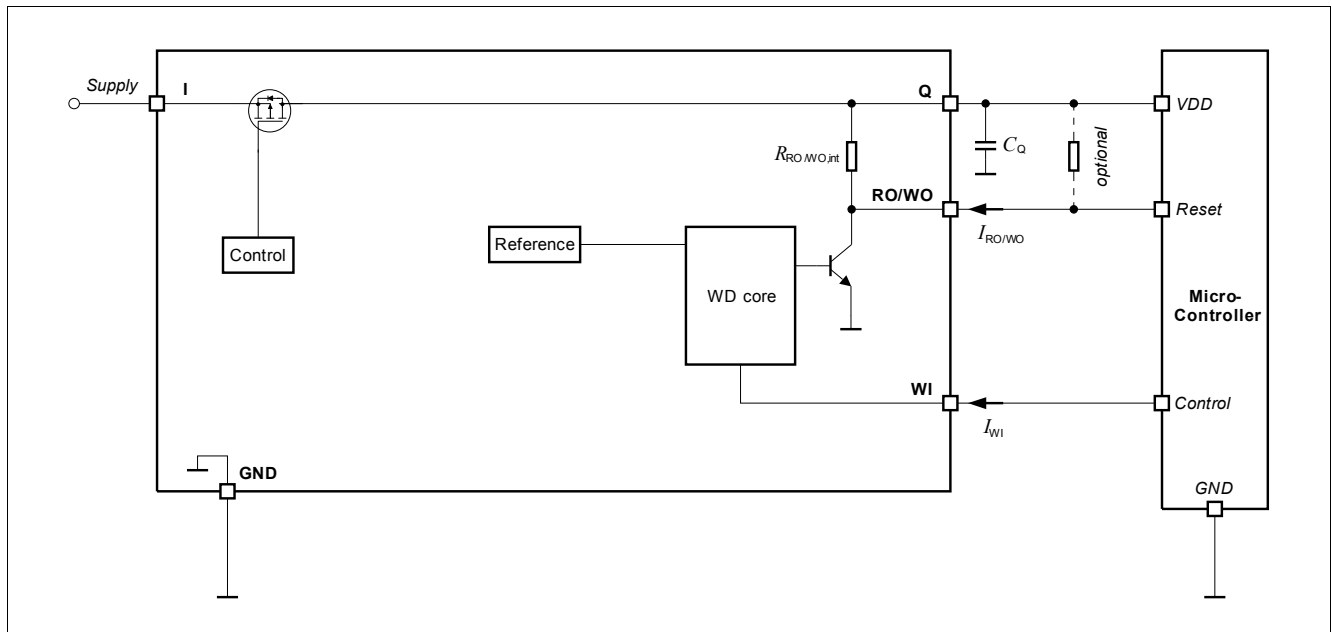 Supply
I
Q
VDD
C_Q
optional
R_RO/WO,int
RO/WO
Reset
I_RO/WO
Control
Reference
WD core
Micro-
Controller
WI
Control
I_WI
GND
GND